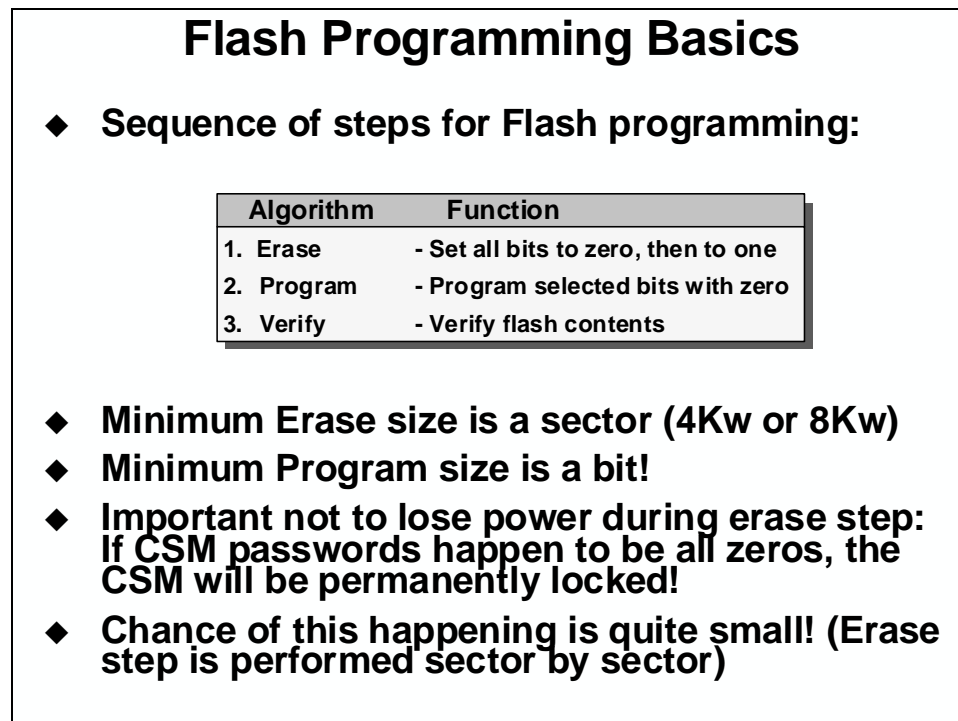 Flash Programming Basics
◆ Sequence of steps for Flash programming:
Algorithm Function
1. Erase - Set all bits to zero, then to one
2. Program - Program selected bits with zero
3. Verify - Verify flash contents
◆ Minimum Erase size is a sector (4Kw or 8Kw)
◆ Minimum Program size is a bit!
◆ Important not to lose power during erase step:
If CSM passwords happen to be all zeros, the
CSM will be permanently locked!
◆ Chance of this happening is quite small! (Erase
step is performed sector by sector)